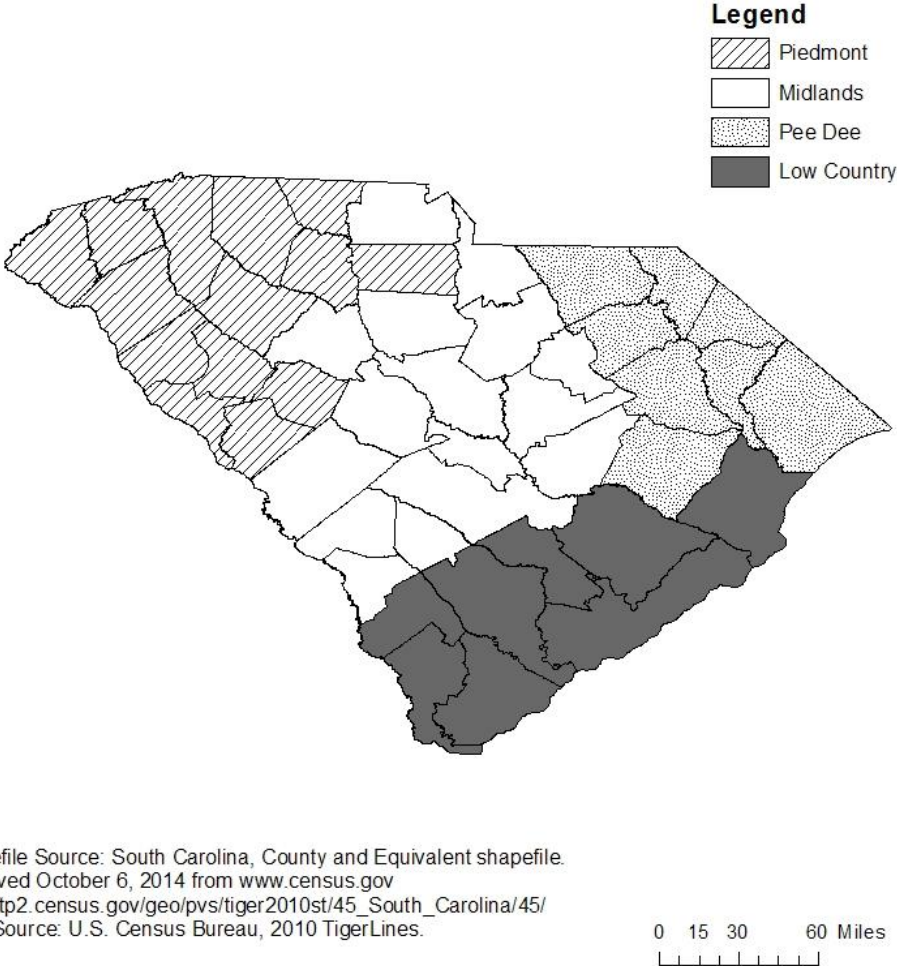 Legend
Piedmont
Midlands
Pee Dee
Low Country
file Source: South Carolina, County and Equivalent shapefile.
ved October 6, 2014 from www.census.gov
tp2.census.gov/geo/pvs/tiger2010st/45_South_Carolina/45/
Source: U.S. Census Bureau, 2010 TigerLines.
0 15 30 60 Miles